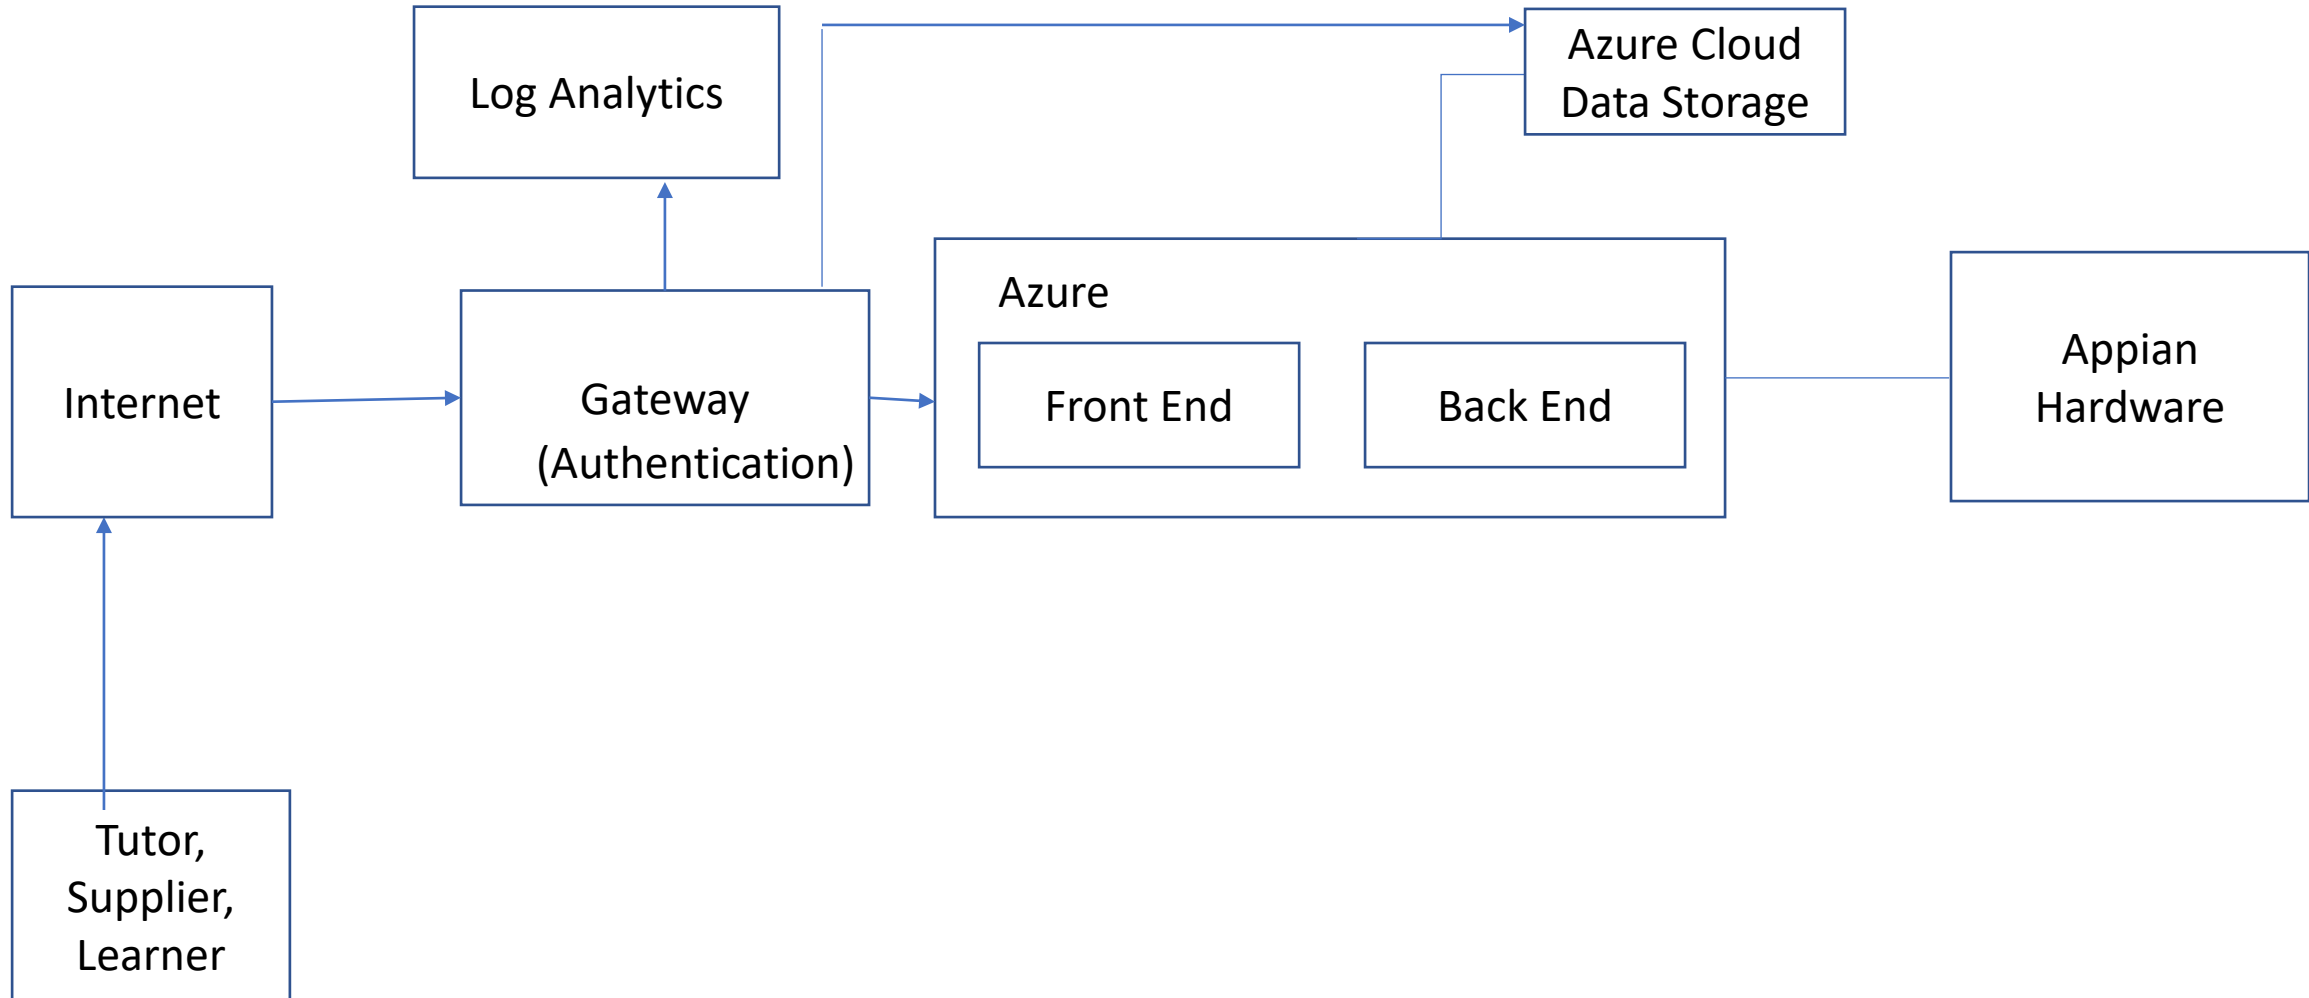 Log Analytics
Azure Cloud
Data Storage
Internet
Gateway
(Authentication)
Azure
Front End
Back End
Appian
Hardware
Tutor,
Supplier,
Learner